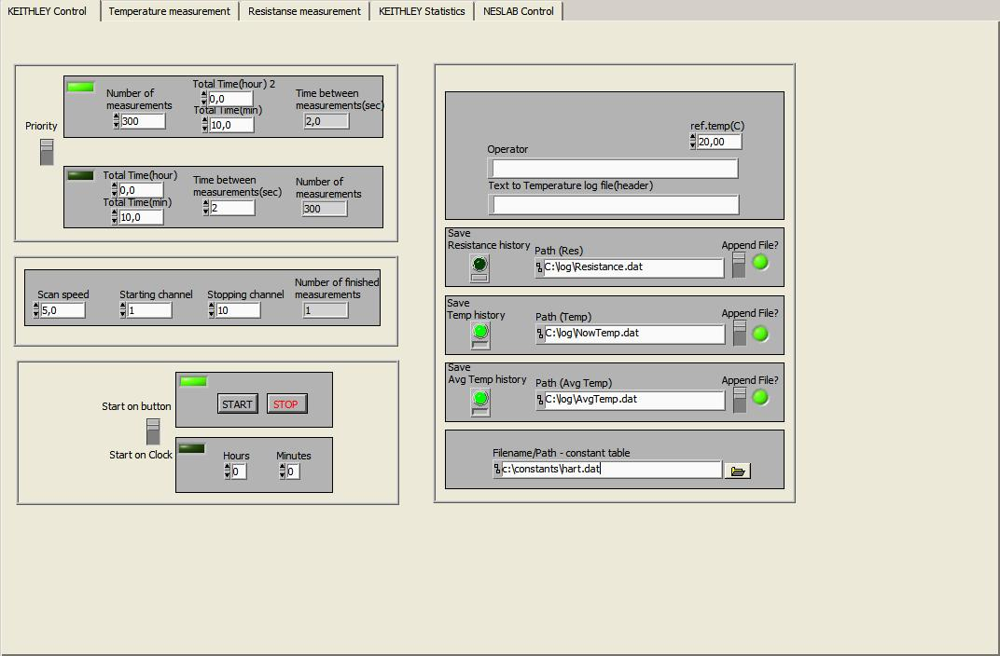 KEITHLEY Control Temperature measurement Resistanse measurement KEITHLEY Statistics NESLAB Control
Priority
Number of
measurements
300
Total Time(hour) 2
0,0
Total Time(min)
10,0
Time between
measurements(sec)
2,0
Total Time(hour)
0,0
Total Time(min)
10,0
Time between
measurements(sec)
2
Number of
measurements
300
Scan speed
5,0
Starting channel
1
Stopping channel
10
Number of finished
measurements
1
Start on button
Start on Clock
START STOP
Hours
0
Minutes
0
ref.temp(C)
20,00
Operator
Text to Temperature log file(header)
Save
Resistance history
Path (Res)
C:\log\Resistance.dat
Append File?
Save
Temp history
Path (Temp)
C:\log\NowTemp.dat
Append File?
Save
Avg Temp history
Path (Avg Temp)
C:\log\AvgTemp.dat
Append File?
Filename/Path - constant table
c:\constants\hart.dat